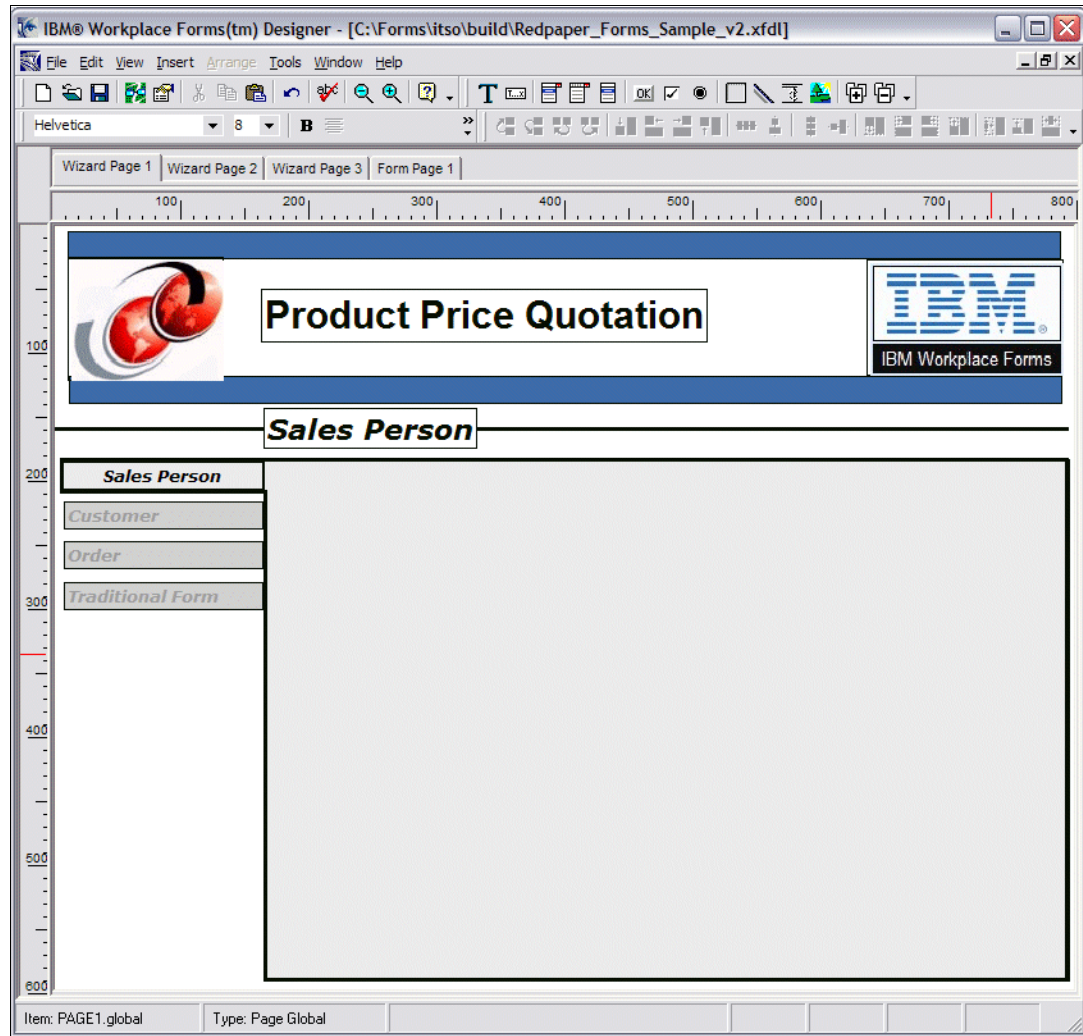 IBM® Workplace Forms(tm) Designer - [C:\Forms\itso\build\Redpaper_Forms_Sample_v2.xfdl]
File Edit View Insert Arrange Tools Window Help
Helvetica 8 B
Wizard Page 1 Wizard Page 2 Wizard Page 3 Form Page 1
100 200 300 400 500 600 700 800
Product Price Quotation
IBM®
IBM Workplace Forms
100
Sales Person
200
Sales Person
Customer
Order
Traditional Form
300
400
500
600
Item: PAGE1.global Type: Page Global